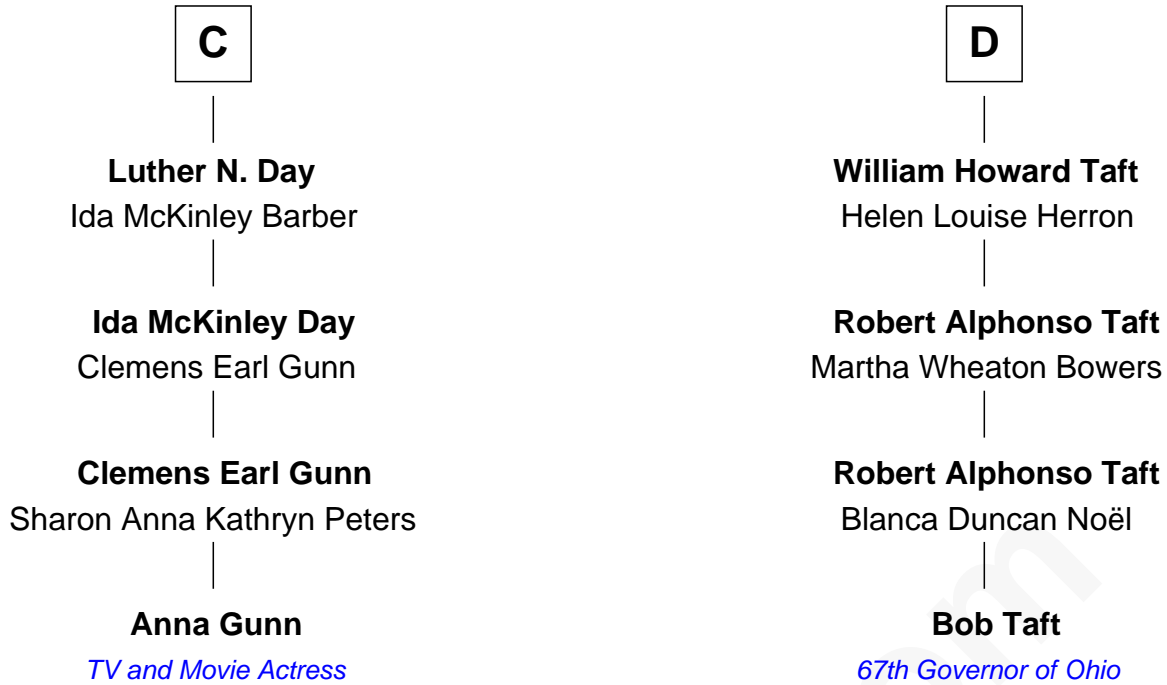 C
Luther N. Day
Ida McKinley Barber
Ida McKinley Day
Clemens Earl Gunn
Clemens Earl Gunn
Sharon Anna Kathryn Peters
Anna Gunn
TV and Movie Actress
D
William Howard Taft
Helen Louise Herron
Robert Alphonso Taft
Martha Wheaton Bowers
Robert Alphonso Taft
Blanca Duncan Noël
Bob Taft
67th Governor of Ohio